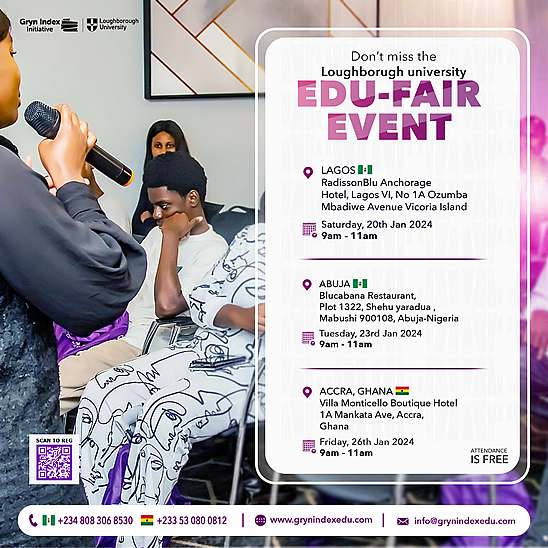 Gryn Index
Initiative
Loughborough
University
Don't miss the
Loughborough university
EDU-FAIR
EVENT
LAGOS
RadissonBlu Anchorage
Hotel, Lagos VI, No 1A Ozumba
Mbadiwe Avenue Vicoria Island
Saturday, 20th Jan 2024
9am - 11am
ABUJA
Blucabana Restaurant,
Plot 1322, Shehu yaradua ,
Mabushi 900108, Abuja-Nigeria
Tuesday, 23rd Jan 2024
9am - 11am
ACCRA, GHANA
Villa Monticello Boutique Hotel
1A Mankata Ave, Accra,
Ghana
Friday, 26th Jan 2024
9am - 11am
ATTENDANCE
IS FREE
SCAN TO REG
+234 808 306 8530 +233 53 080 0812 | www.grynindexedu.com | info@grynindexedu.com